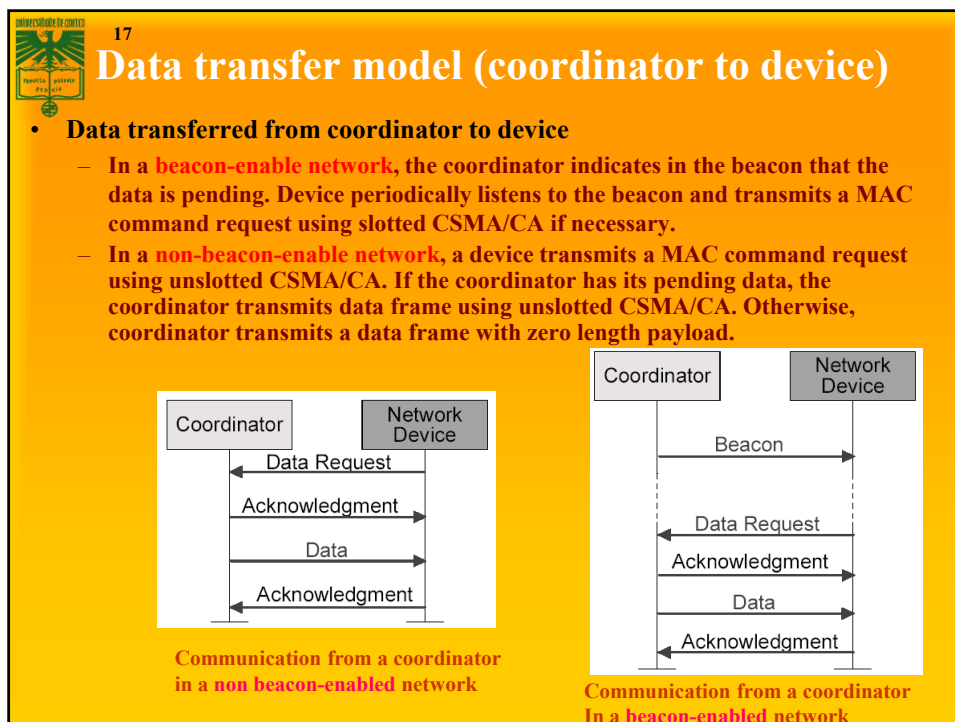 17
Data transfer model (coordinator to device)
• Data transferred from coordinator to device
– In a beacon-enable network, the coordinator indicates in the beacon that the
data is pending. Device periodically listens to the beacon and transmits a MAC
command request using slotted CSMA/CA if necessary.
– In a non-beacon-enable network, a device transmits a MAC command request
using unslotted CSMA/CA. If the coordinator has its pending data, the
coordinator transmits data frame using unslotted CSMA/CA. Otherwise,
coordinator transmits a data frame with zero length payload.
Coordinator
Network
Device
Data Request
Acknowledgment
Data
Acknowledgment
Communication from a coordinator
in a non beacon-enabled network
Coordinator
Network
Device
Beacon
Data Request
Acknowledgment
Data
Acknowledgment
Communication from a coordinator
In a beacon-enabled network